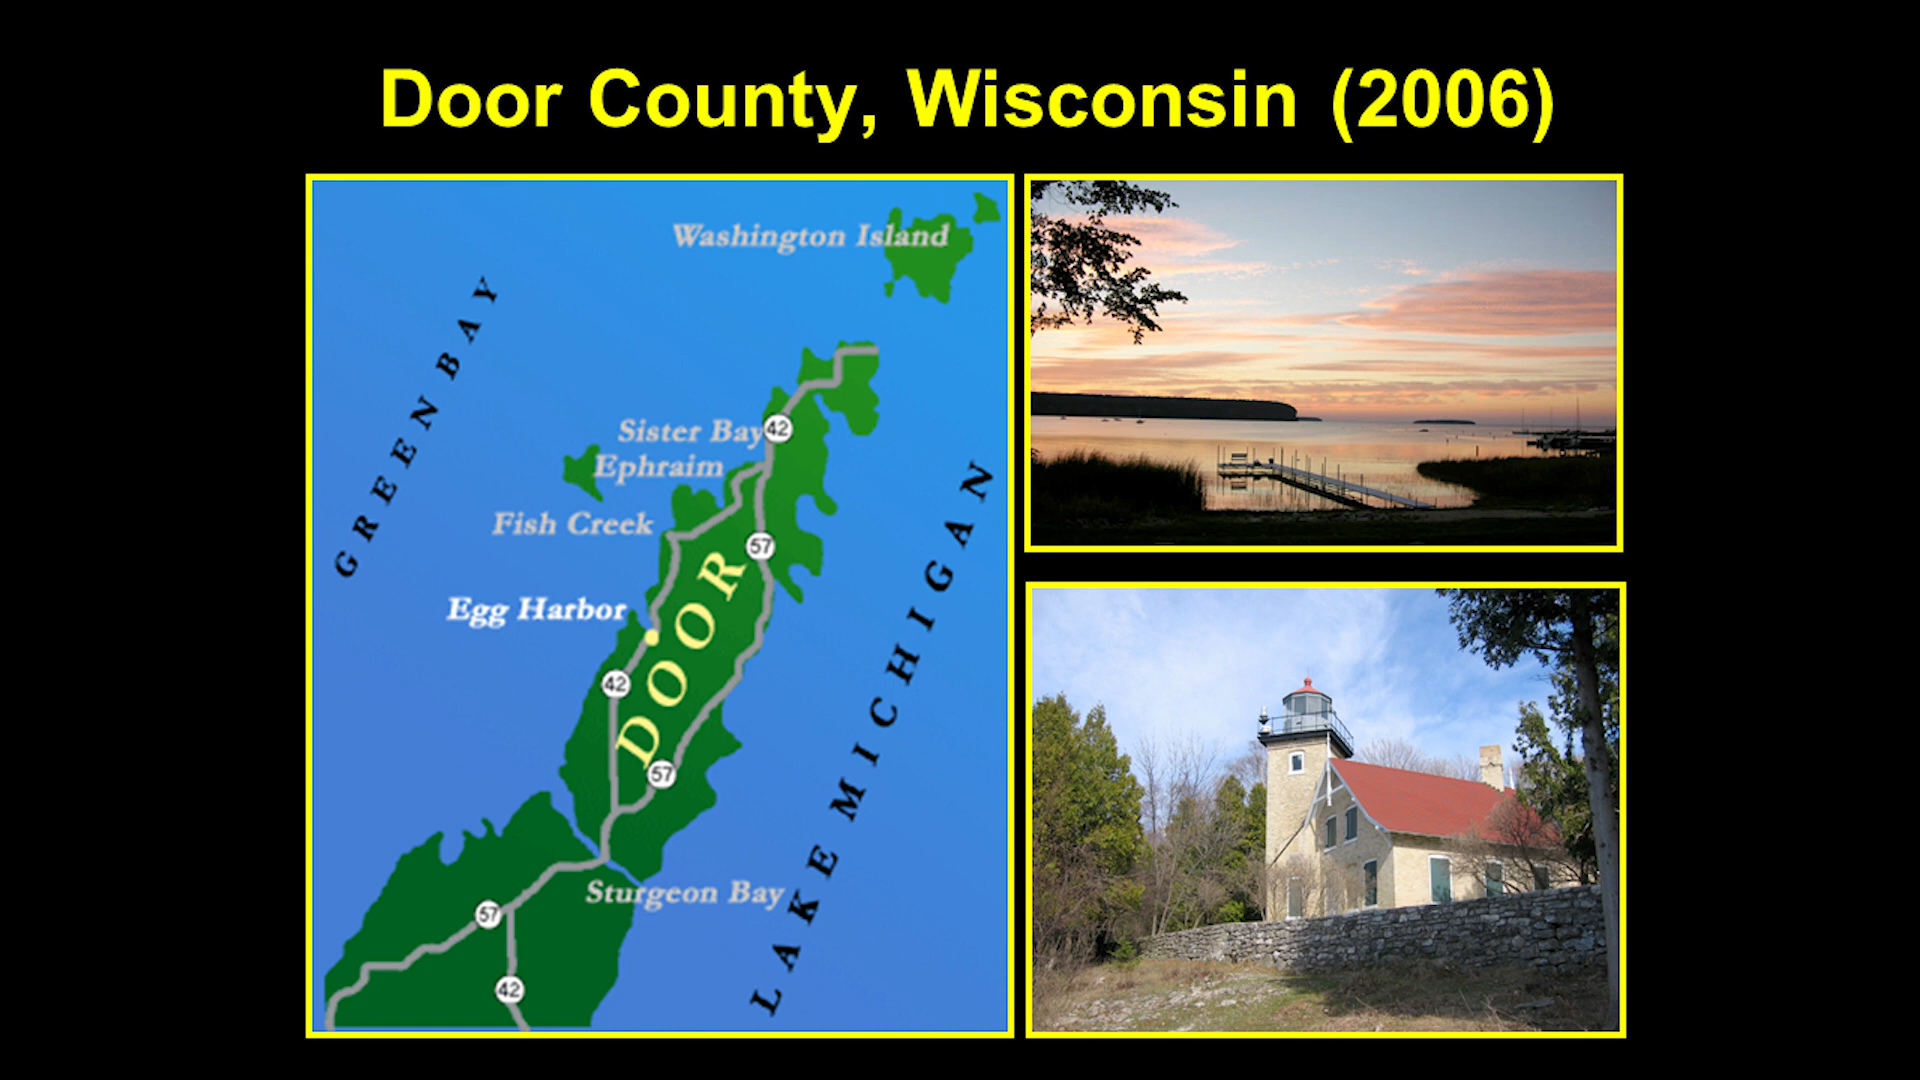 Door County, Wisconsin (2006)
Washington Island
GREEN BAY
Sister Bay
42
Ephraim
Fish Creek
57
DOOR
Egg Harbor
42
57
LAKE MICHIGAN
Sturgeon Bay
57
42